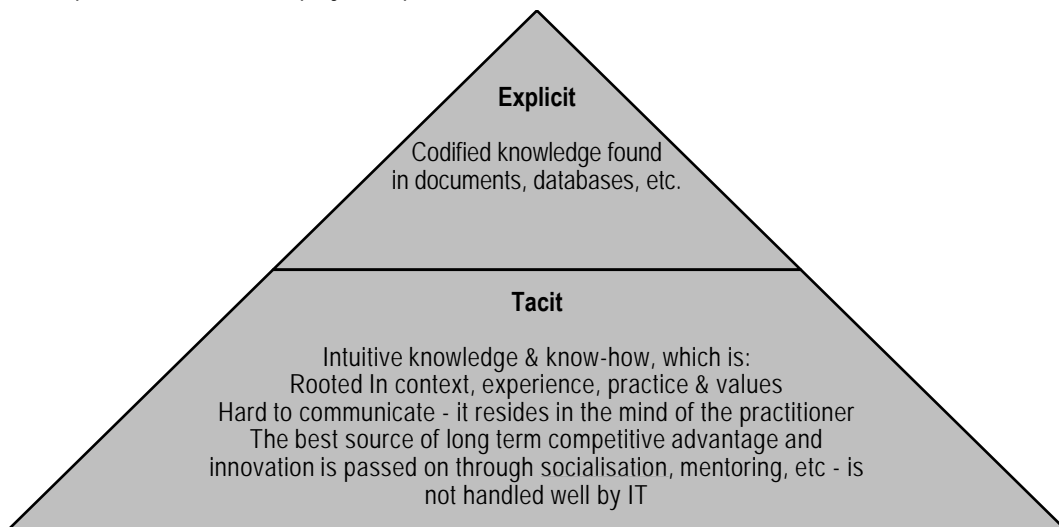 Explicit
Codified knowledge found
in documents, databases, etc.
Tacit
Intuitive knowledge & know-how, which is:
Rooted In context, experience, practice & values
Hard to communicate - it resides in the mind of the practitioner
The best source of long term competitive advantage and
innovation is passed on through socialisation, mentoring, etc - is
not handled well by IT